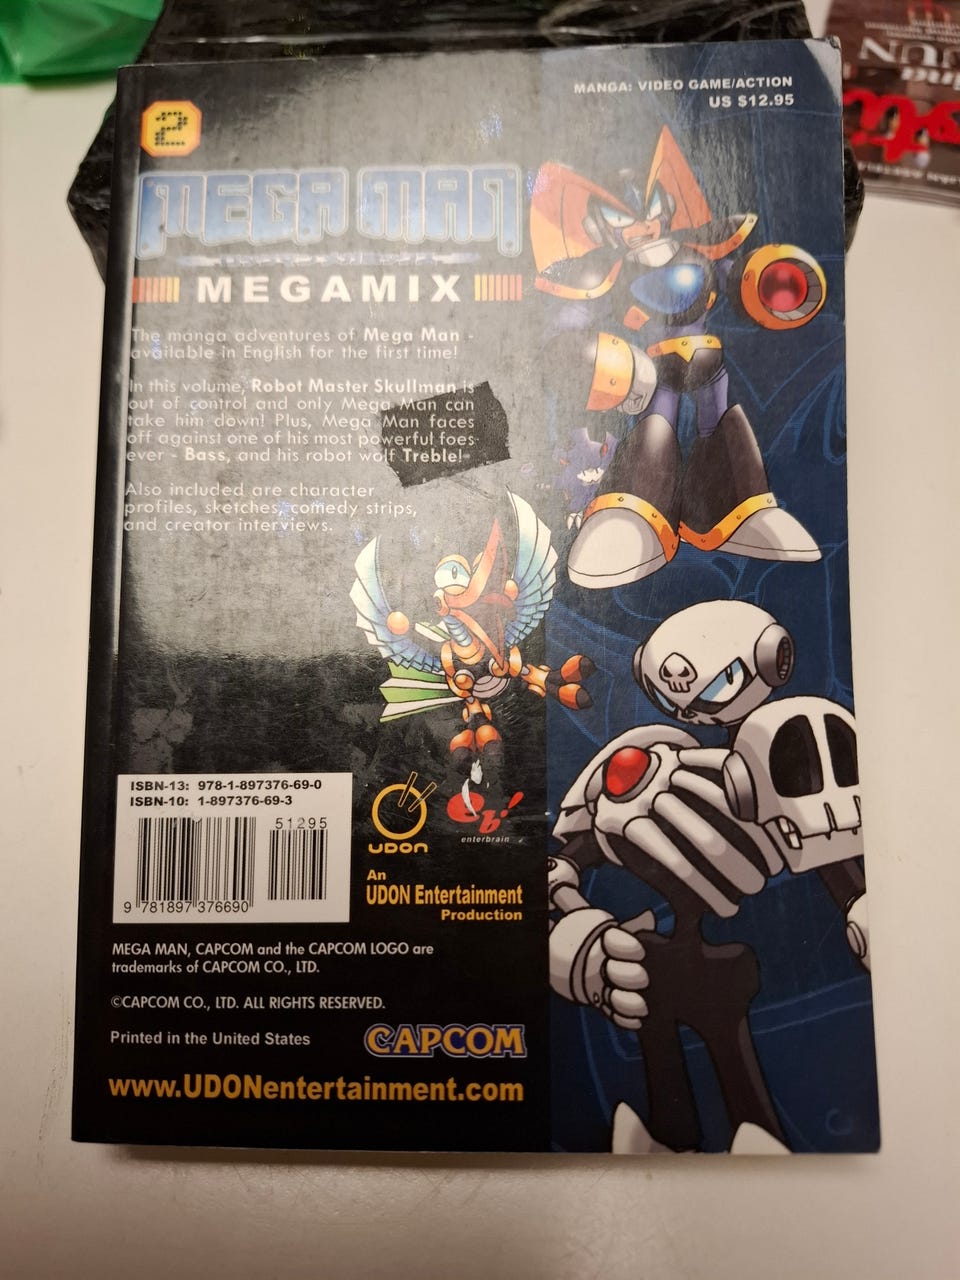 MANGA: VIDEO GAME/ACTION
US $12.95
2
MEGA MAN
MEGAMIX
The manga adventures of Mega Man -
available in English for the first time!
In this volume, Robot Master Skullman is
out of control and only Mega Man can
take him down! Plus, Mega Man faces
off against one of his most powerful foes
ever - Bass, and his robot wolf Treble!
Also included are character
profiles, sketches, comedy strips,
and creator interviews.
ISBN-13: 978-1-897376-69-0
ISBN-10: 1-897376-69-3
51295
9 781897 376690
UDON
eb!
enterbrain
An
UDON Entertainment
Production
MEGA MAN, CAPCOM and the CAPCOM LOGO are
trademarks of CAPCOM CO., LTD.
©CAPCOM CO., LTD. ALL RIGHTS RESERVED.
Printed in the United States
CAPCOM
www.UDONentertainment.com